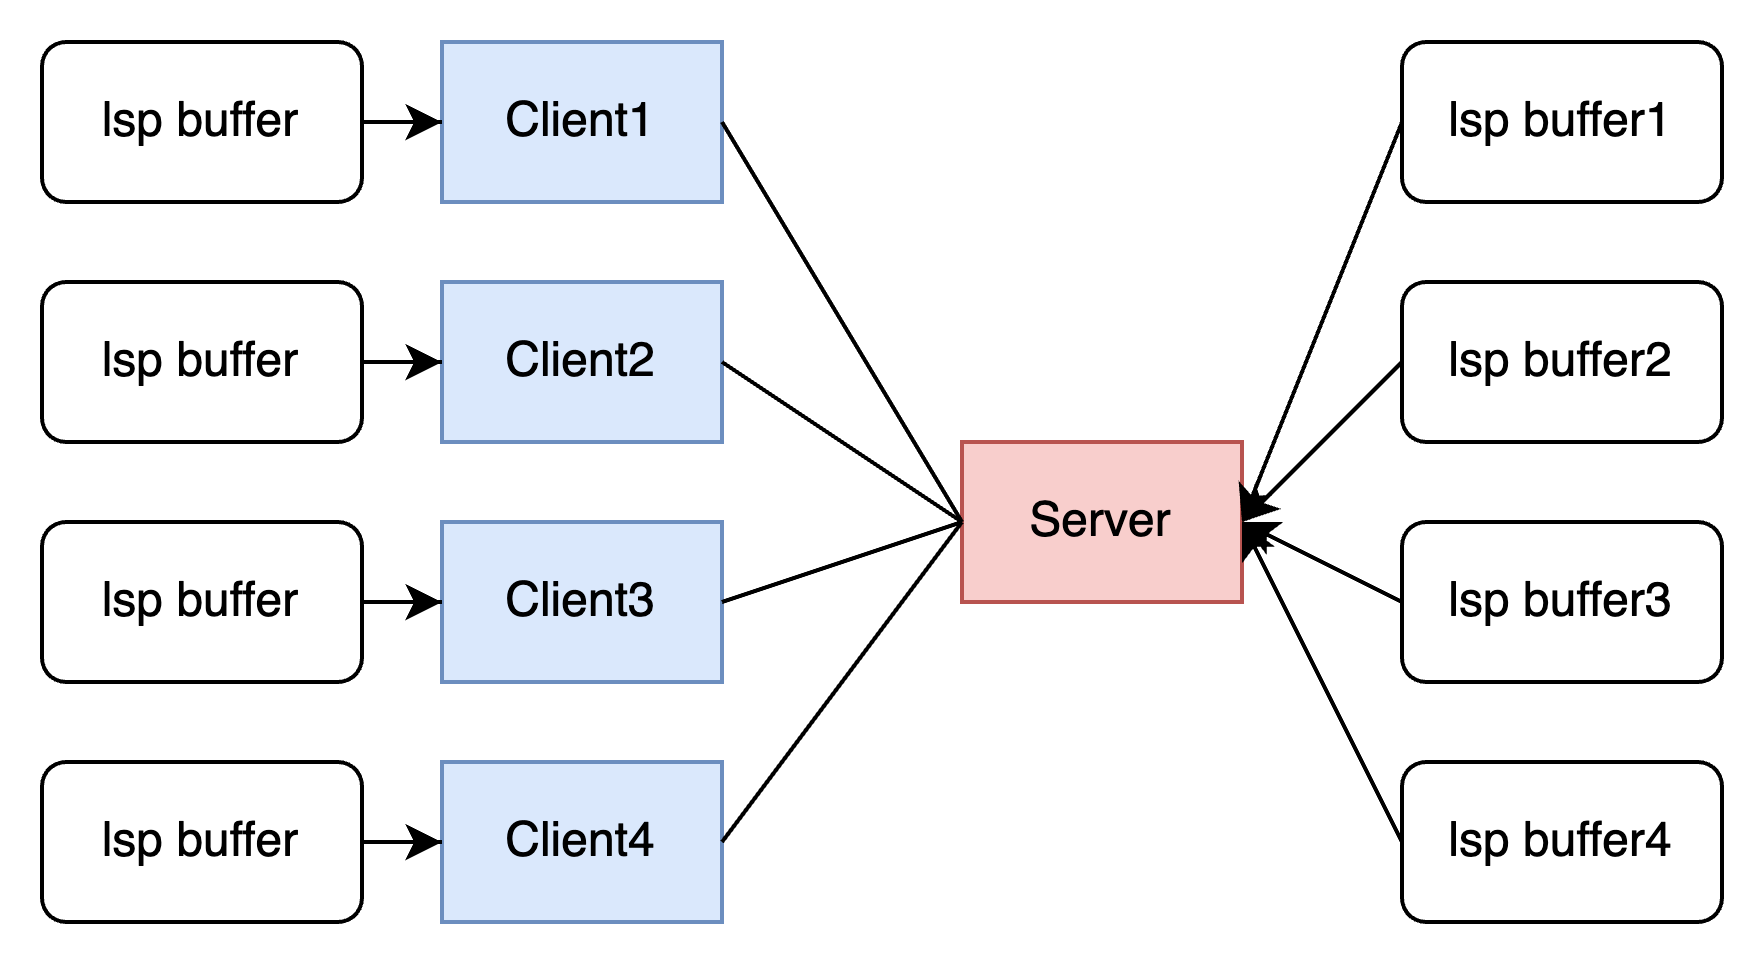 lsp buffer
Client1
lsp buffer1
lsp buffer
Client2
lsp buffer2
Server
lsp buffer
Client3
lsp buffer3
lsp buffer
Client4
lsp buffer4